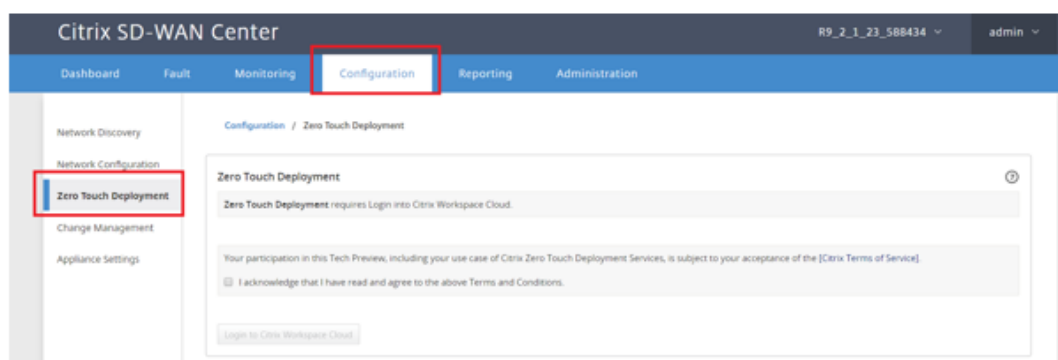 Citrix SD-WAN Center
R9_2_1_23_588434
admin
Dashboard Fault Monitoring Configuration Reporting Administration
Network Discovery
Network Configuration
Zero Touch Deployment
Change Management
Appliance Settings
Configuration / Zero Touch Deployment
Zero Touch Deployment
Zero Touch Deployment requires Login into Citrix Workspace Cloud.
Your participation in this Tech Preview, including your use case of Citrix Zero Touch Deployment Services, is subject to your acceptance of the [Citrix Terms of Service].
I acknowledge that I have read and agree to the above Terms and Conditions.
Login to Citrix Workspace Cloud